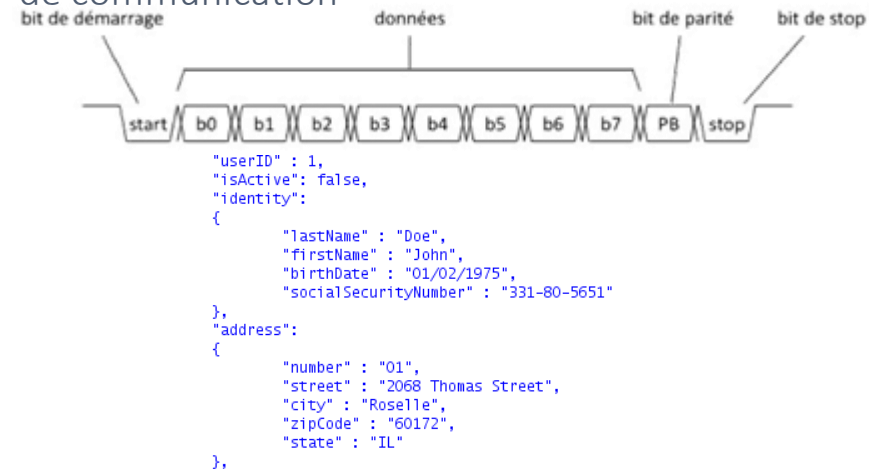 de communication
bit de démarrage données bit de parité bit de stop
start b0 b1 b2 b3 b4 b5 b6 b7 PB stop
"userID" : 1,
"isActive": false,
"identity":
{
"lastName" : "Doe",
"firstName" : "John",
"birthDate" : "01/02/1975",
"socialSecurityNumber" : "331-80-5651"
},
"address":
{
"number" : "01",
"street" : "2068 Thomas Street",
"city" : "Roselle",
"zipCode" : "60172",
"state" : "IL"
},